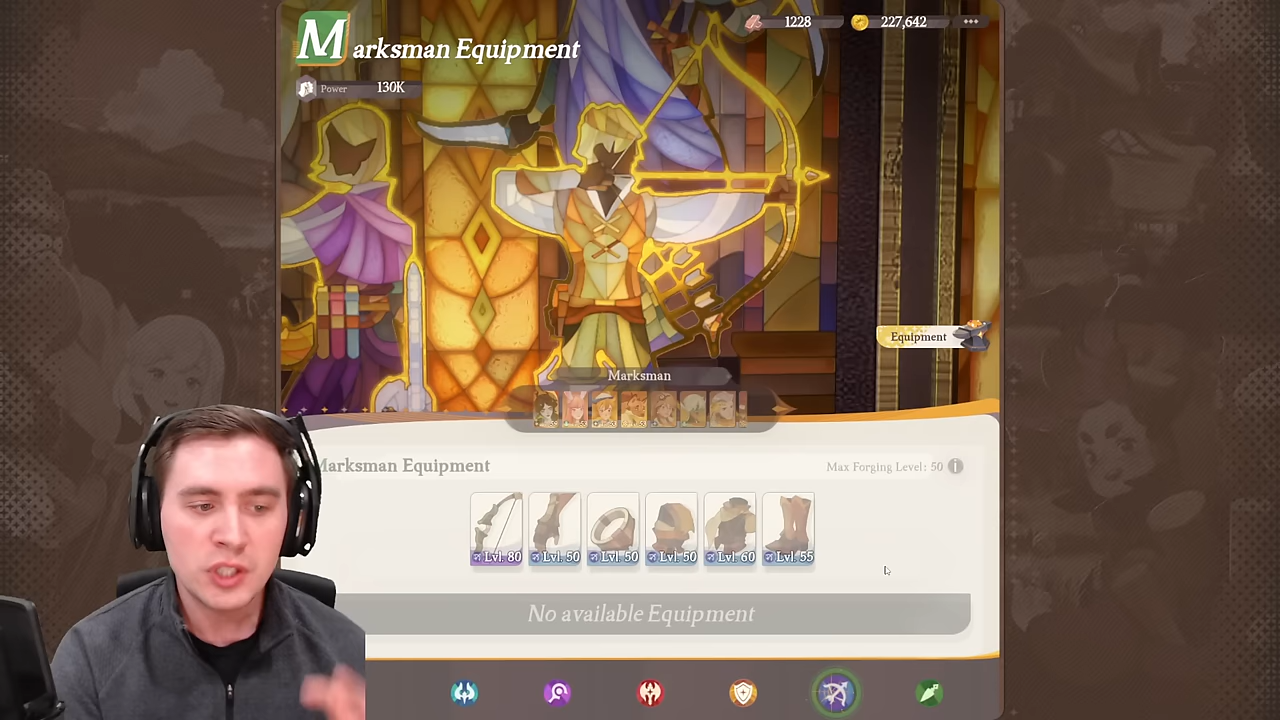 1228
227,642
Marksman Equipment
Power 130K
Equipment
Marksman
Marksman Equipment
Max Forging Level: 50
Lvl. 80 Lvl. 50 Lvl. 50 Lvl. 50 Lvl. 60 Lvl. 55
No available Equipment